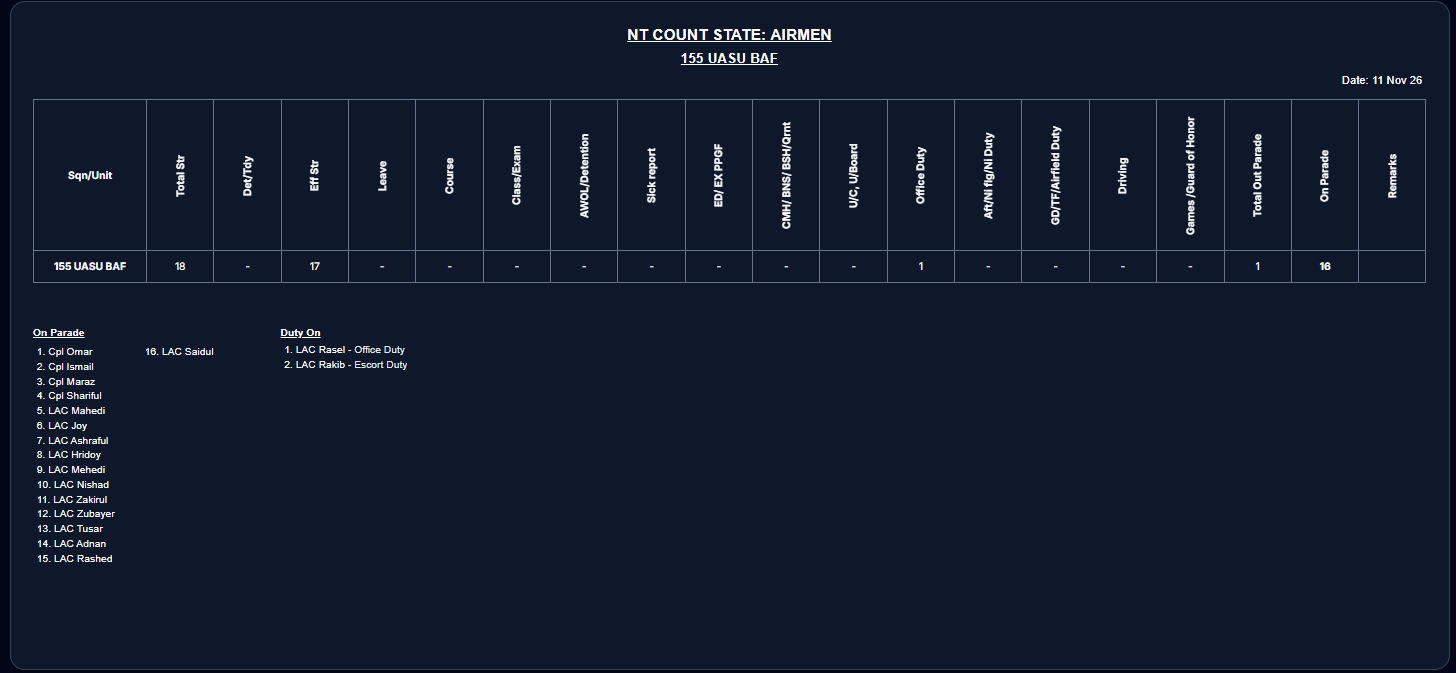 NT COUNT STATE: AIRMEN
155 UASU BAF
Date: 11 Nov 26
Sqn/Unit Total Str Det/Tdy Eff Str Leave Course Class/Exam AWOL/Detention Sick report ED/ EX PPGF CMH/ BNS/ BSH/Qrnt U/C, U/Board Office Duty Aft/Ni flg/Ni Duty GD/TF/Airfield Duty Driving Games /Guard of Honor Total Out Parade On Parade Remarks
155 UASU BAF 18 - 17 - - - - - - - - 1 - - - - 1 16
On Parade
1. Cpl Omar
2. Cpl Ismail
3. Cpl Maraz
4. Cpl Shariful
5. LAC Mahedi
6. LAC Joy
7. LAC Ashraful
8. LAC Hridoy
9. LAC Mehedi
10. LAC Nishad
11. LAC Zakirul
12. LAC Zubayer
13. LAC Tusar
14. LAC Adnan
15. LAC Rashed
16. LAC Saidul
Duty On
1. LAC Rasel - Office Duty
2. LAC Rakib - Escort Duty